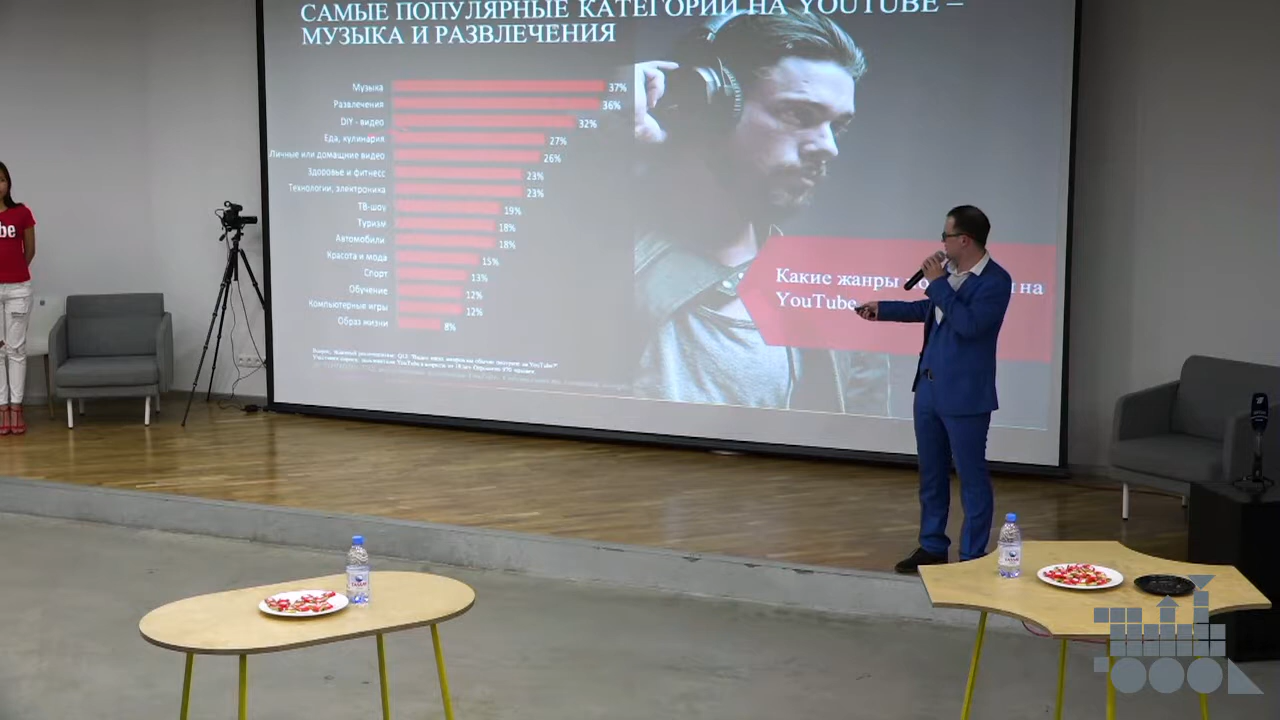 САМЫЕ ПОПУЛЯРНЫЕ КАТЕГОРИИ НА YOUTUBE –
МУЗЫКА И РАЗВЛЕЧЕНИЯ
Музыка 37%
Развлечения 36%
DIY - видео 32%
Еда, кулинария 27%
Личные или домашние видео 26%
Здоровье и фитнесс 23%
Технологии, электроника 23%
ТВ-шоу 19%
Туризм 18%
Автомобили 18%
Красота и мода 15%
Спорт 13%
Обучение 12%
Компьютерные игры 12%
Образ жизни 8%
Какие жанры на
YouTube
be